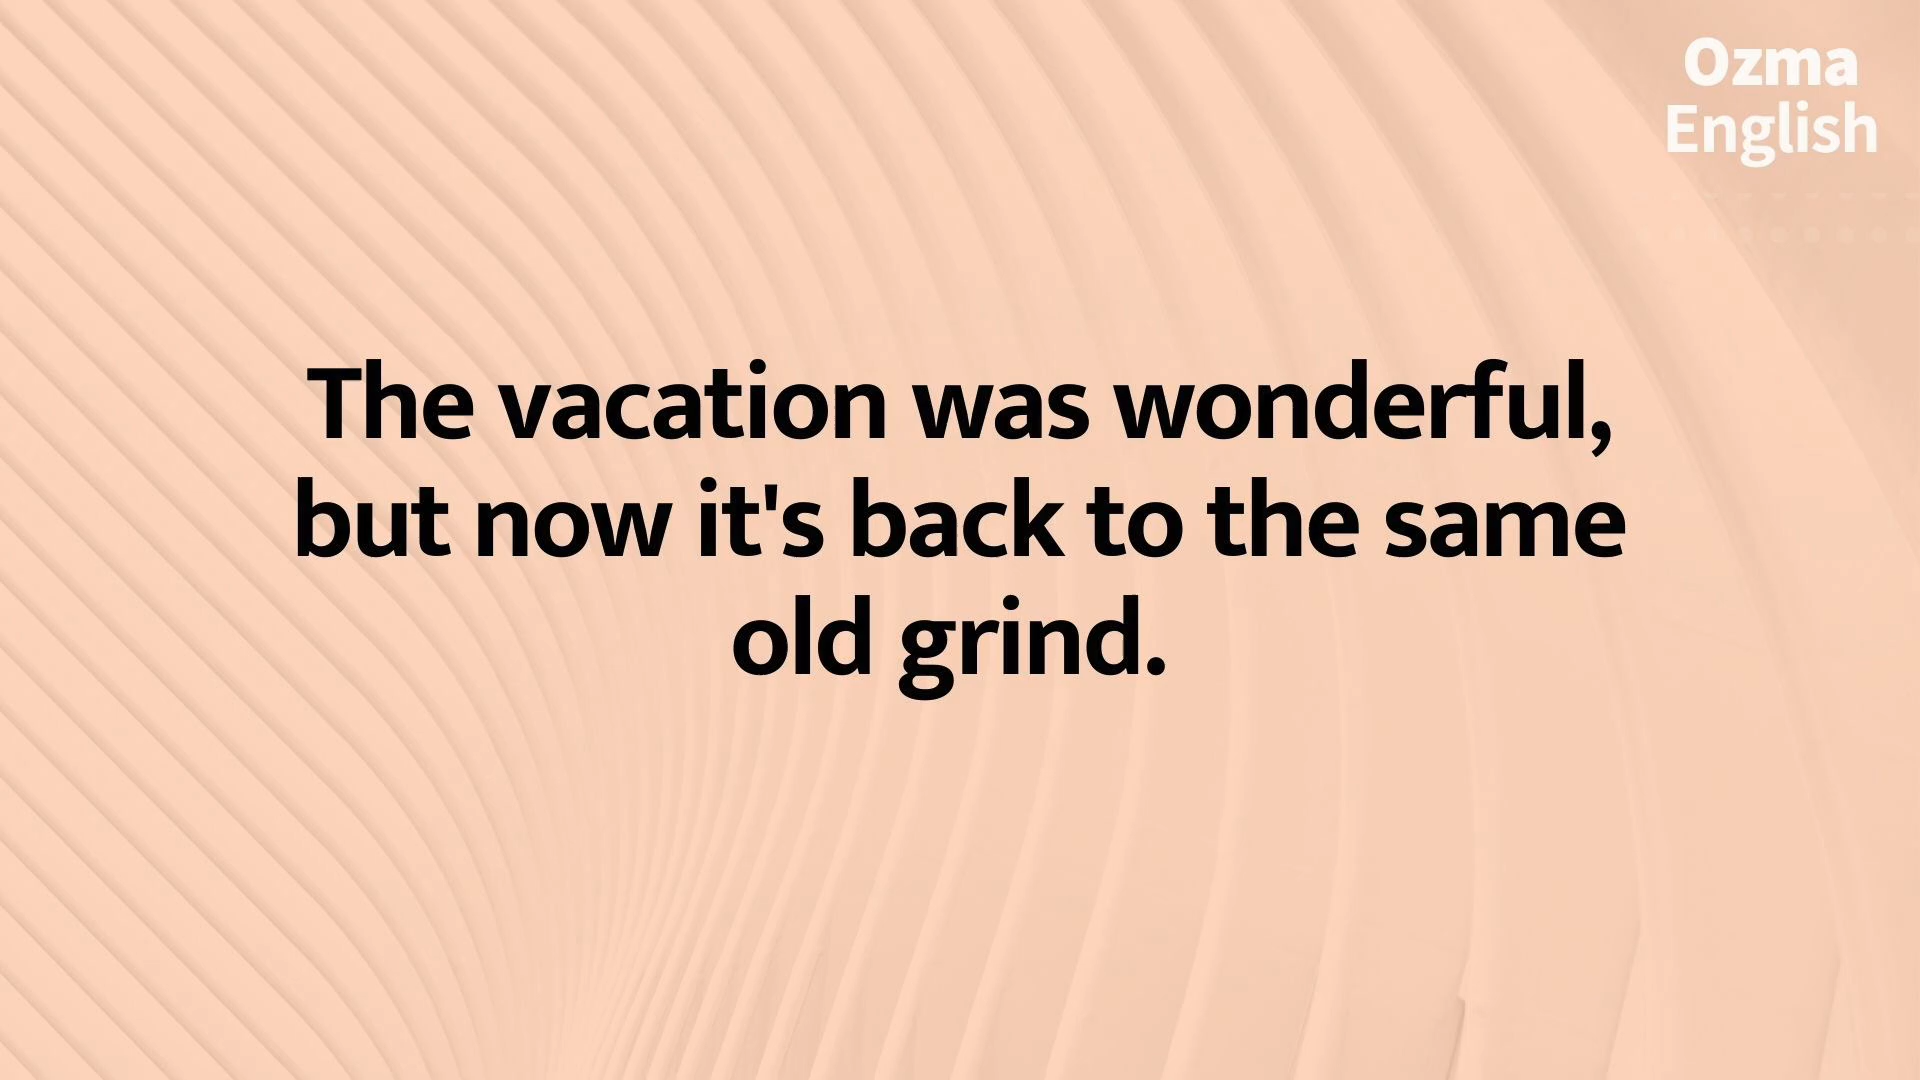 Ozma
English
The vacation was wonderful,
but now it's back to the same
old grind.